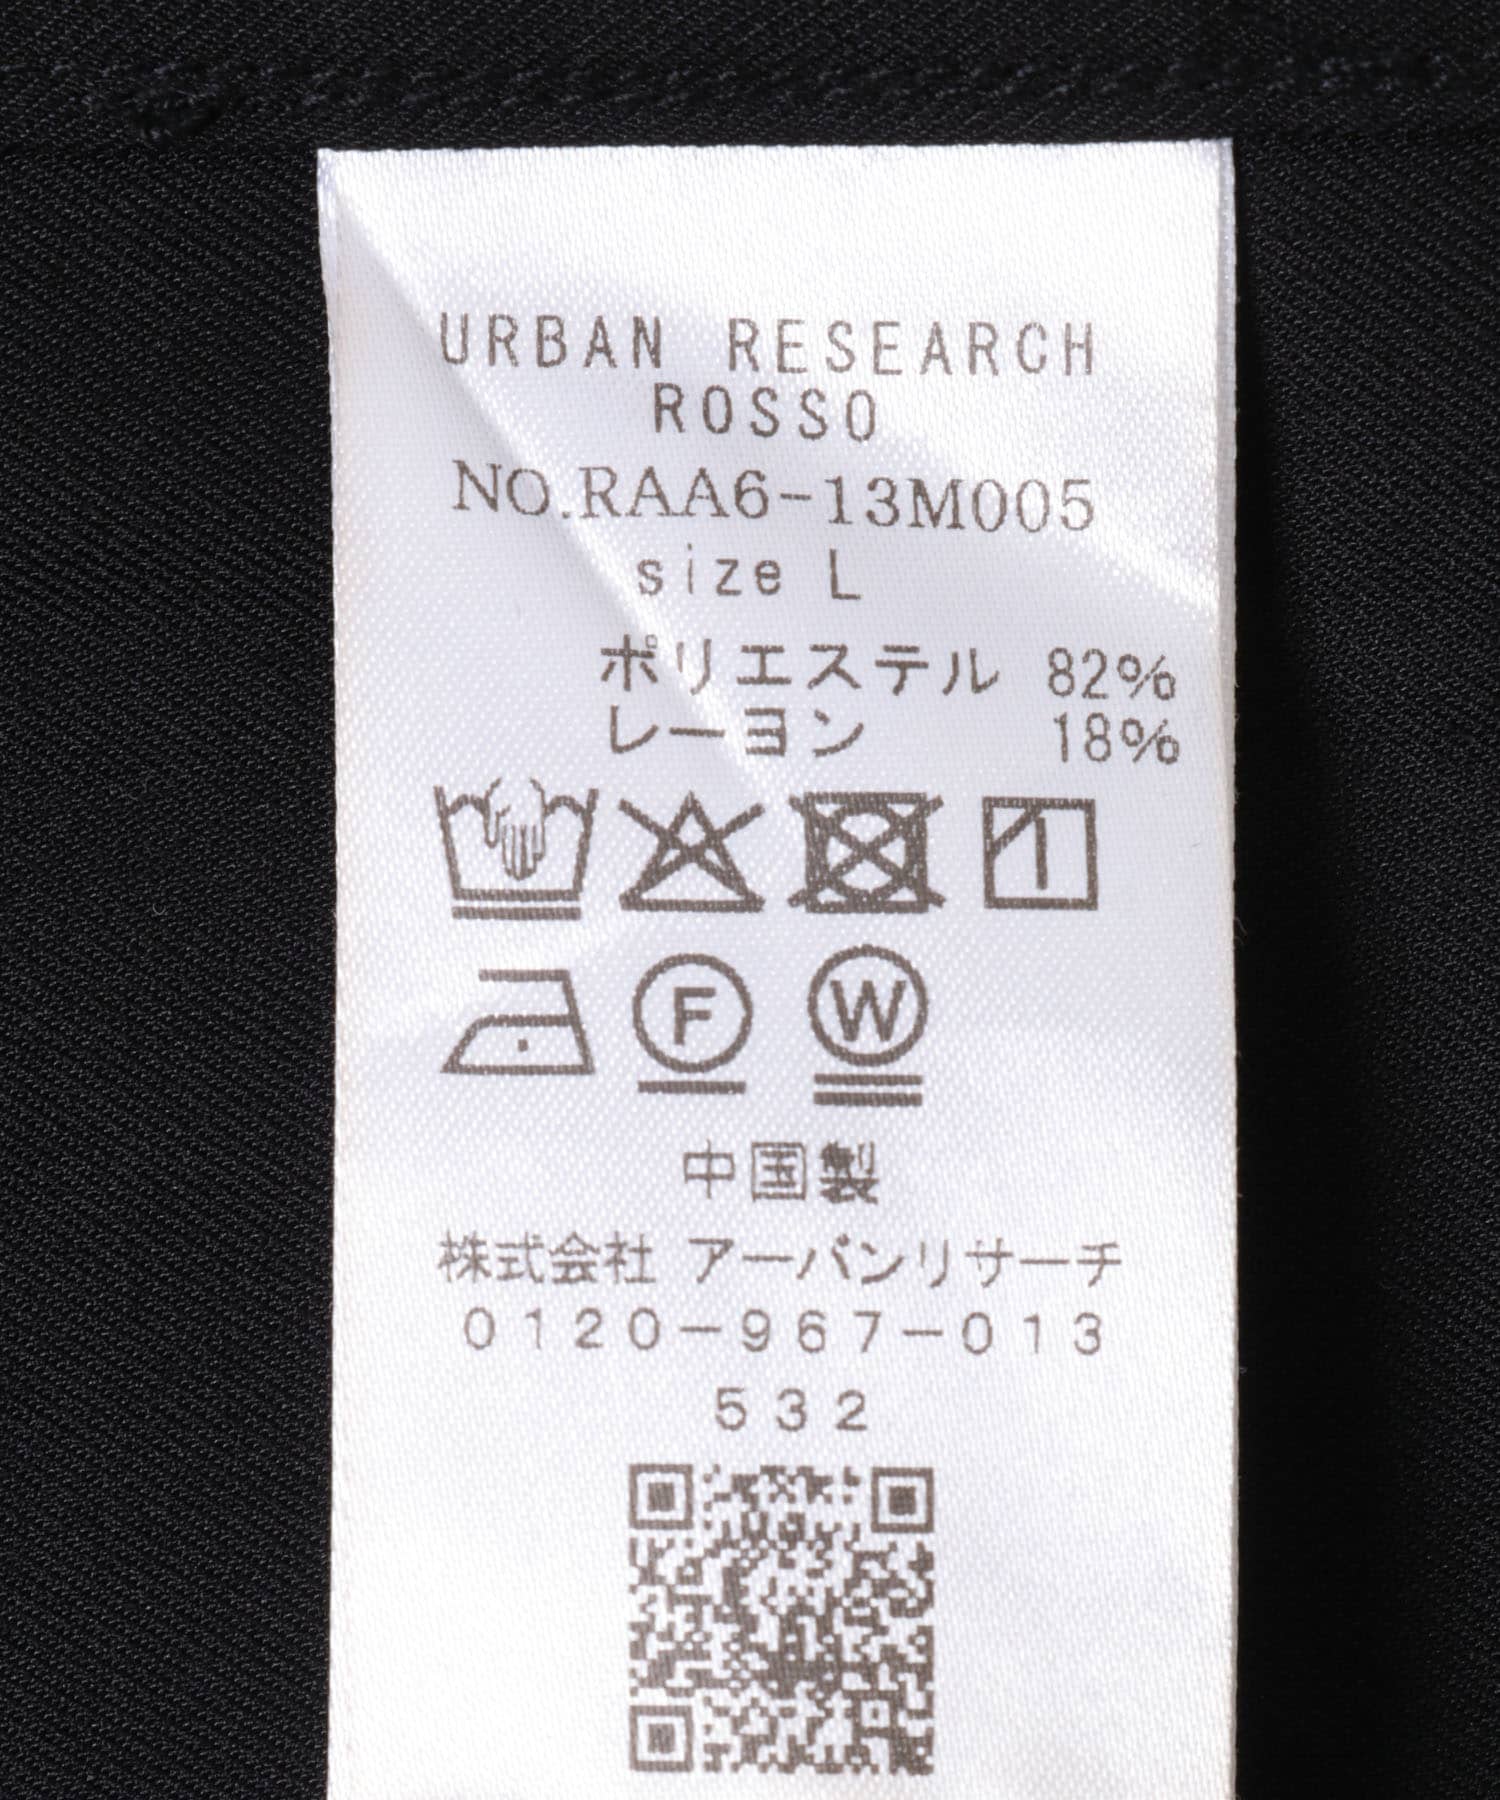 URBAN RESEARCH
ROSSO
NO.RAA6-13M005
size L
ポリエステル 82%
レーヨン 18%
F W
中国製
株式会社 アーバンリサーチ
0120-967-013
532